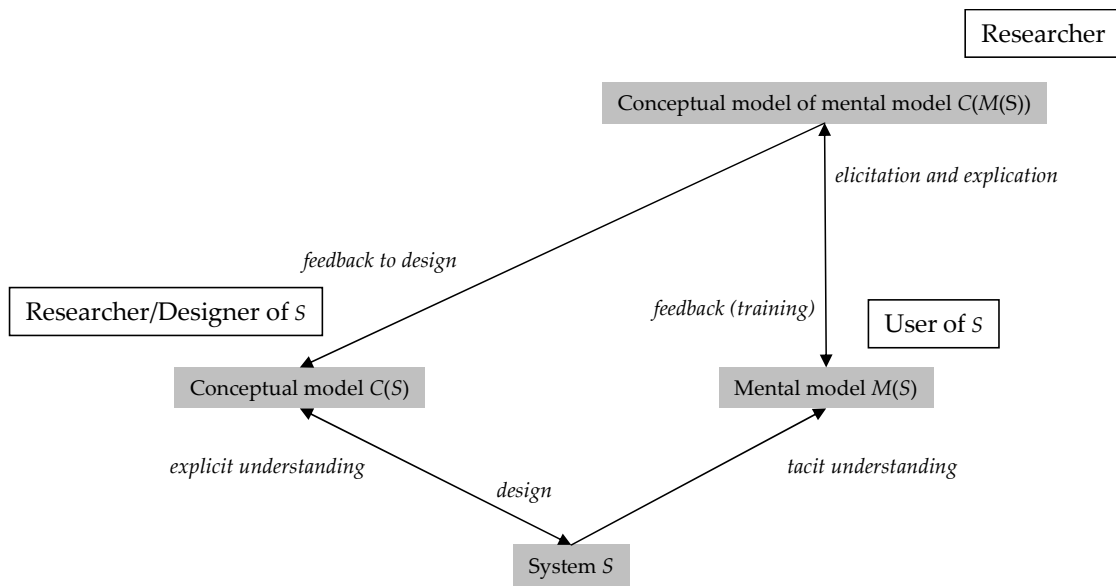 Researcher
Conceptual model of mental model C(M(S))
elicitation and explication
feedback to design
Researcher/Designer of S
feedback (training)
User of S
Conceptual model C(S)
Mental model M(S)
explicit understanding
tacit understanding
design
System S